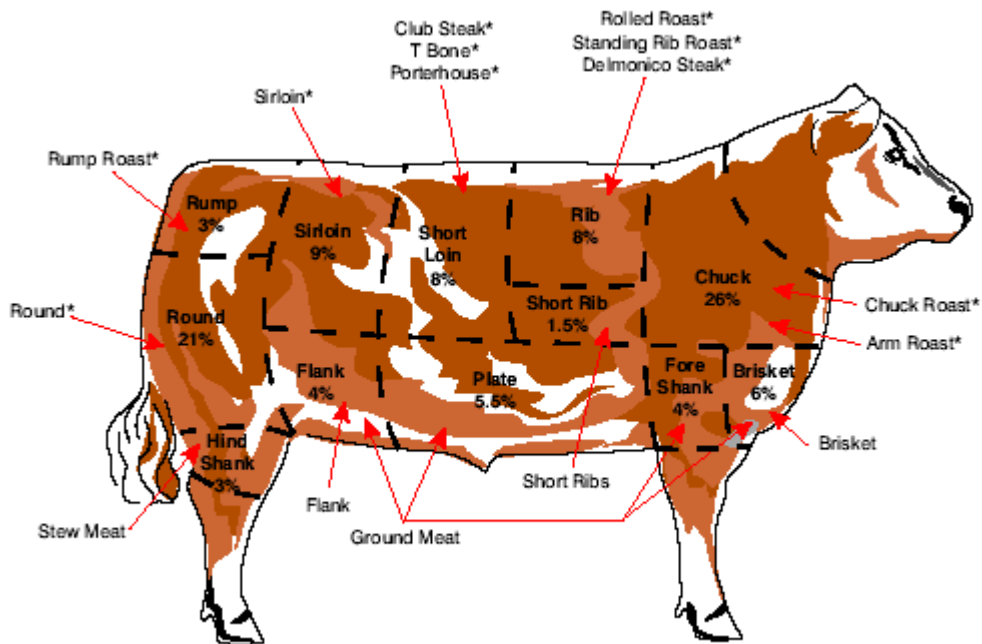 Club Steak*
T Bone*
Porterhouse*
Rolled Roast*
Standing Rib Roast*
Delmonico Steak*
Sirloin*
Rump Roast*
Rump
3%
Sirloin
9%
Short
Loin
8%
Rib
8%
Chuck
26%
Chuck Roast*
Arm Roast*
Round*
Round
21%
Short Rib
1.5%
Flank
4%
Plate
5.5%
Fore
Shank
4%
Brisket
6%
Brisket
Hind
Shank
3%
Stew Meat
Flank
Ground Meat
Short Ribs